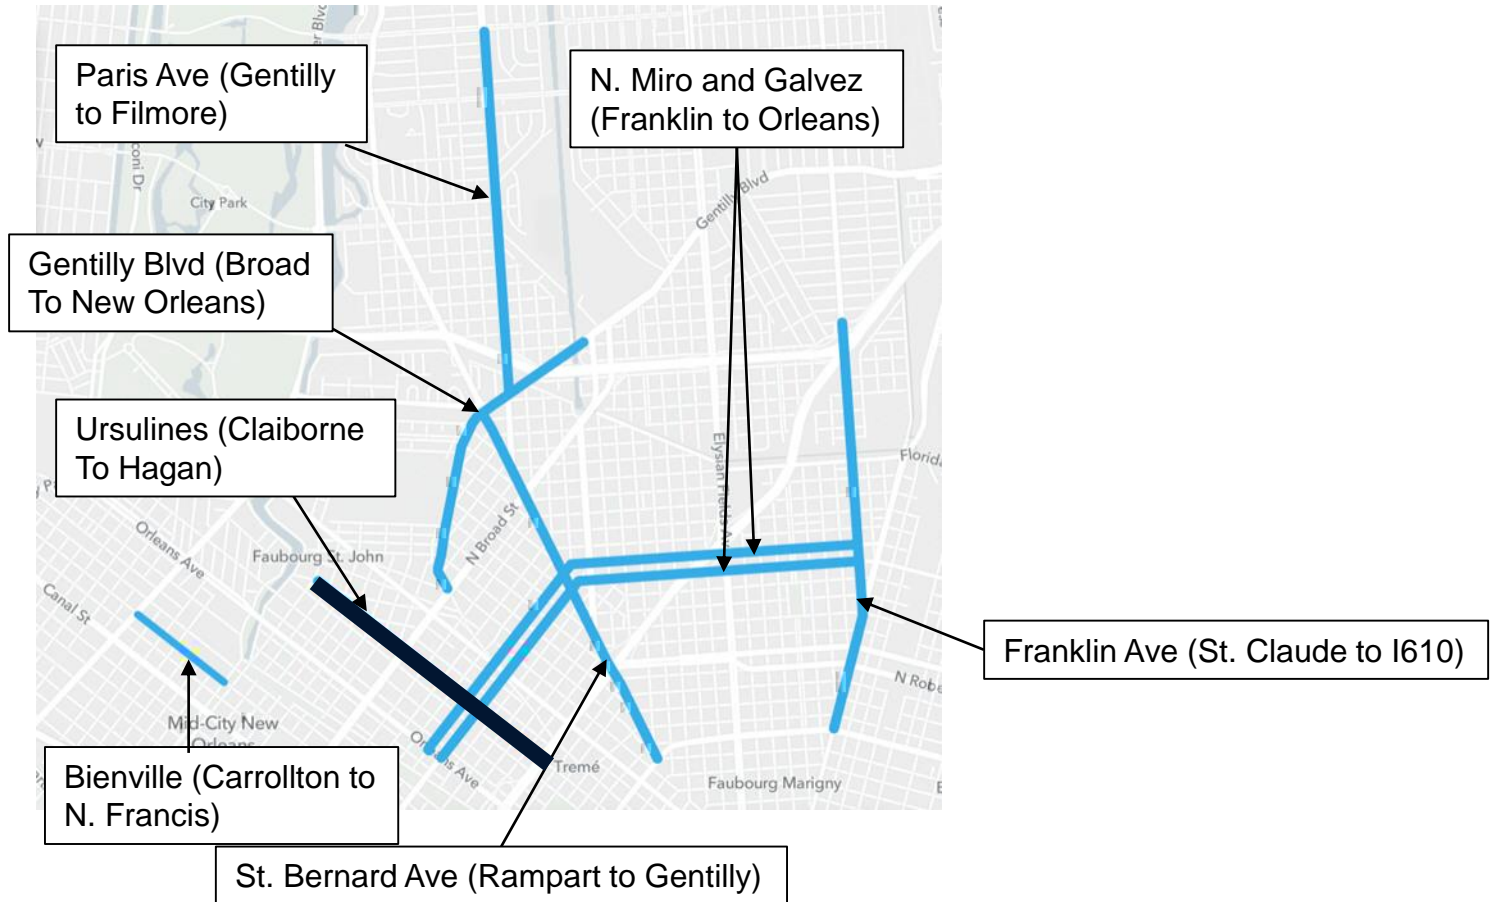 Paris Ave (Gentilly
to Filmore)
N. Miro and Galvez
(Franklin to Orleans)
City Park
Gentilly Blvd
Gentilly Blvd (Broad
To New Orleans)
Ursulines (Claiborne
To Hagan)
Elysian Fields
Orleans Ave
Faubourg St. John
N Broad St
Canal St
Franklin Ave (St. Claude to I610)
Mid-City New
Orleans
Orleans Ave
Tremé
Faubourg Marigny
Bienville (Carrollton to
N. Francis)
St. Bernard Ave (Rampart to Gentilly)